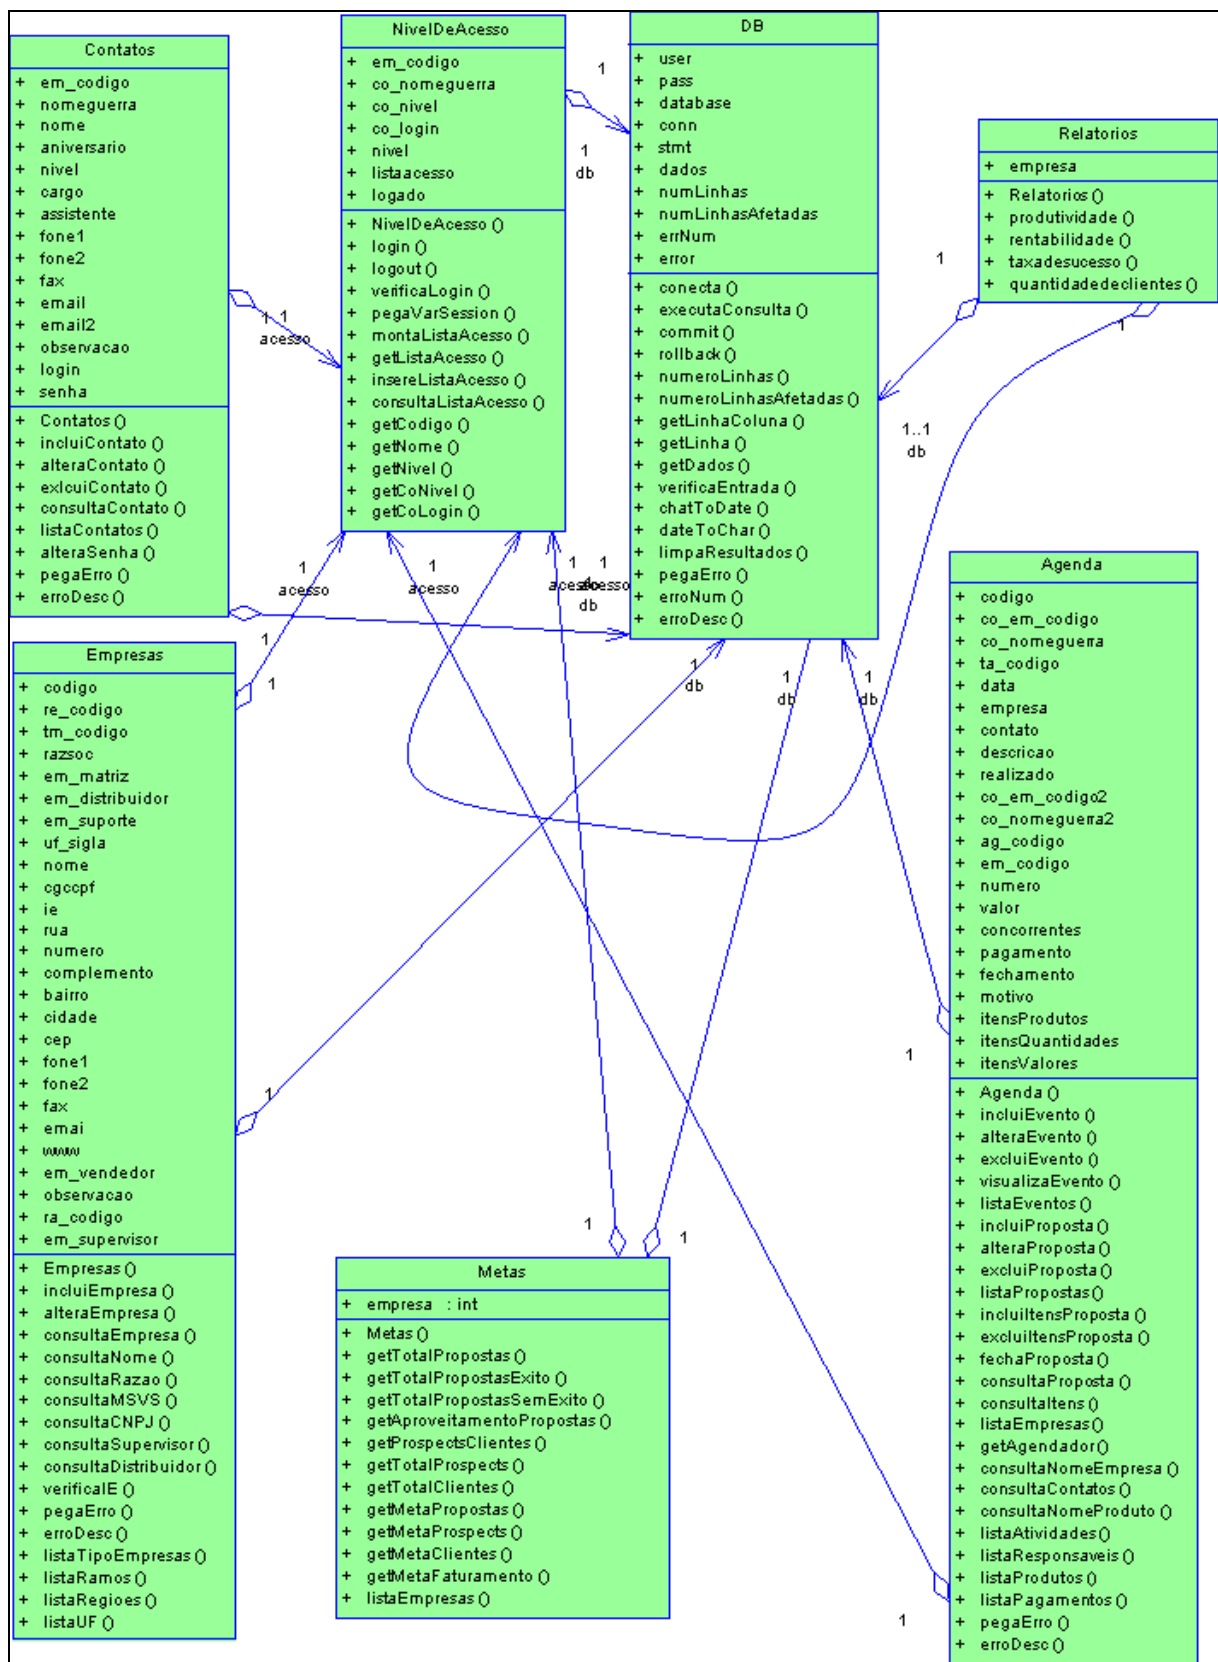 Contatos
+ em_codigo
+ nomeguerra
+ nome
+ aniversario
+ nivel
+ cargo
+ assistente
+ fone1
+ fone2
+ fax
+ email
+ email2
+ observacao
+ login
+ senha
+ Contatos ()
+ incluiContato ()
+ alteraContato ()
+ exlcuiContato ()
+ consultaContato ()
+ listaContatos ()
+ alteraSenha ()
+ pegaErro ()
+ erroDesc ()
NivelDeAcesso
+ em_codigo
+ co_nomeguerra
+ co_nivel
+ co_login
+ nivel
+ listaacesso
+ logado
+ NivelDeAcesso ()
+ login ()
+ logout ()
+ verificaLogin ()
+ pegaVarSession ()
+ montaListaAcesso ()
+ getListaAcesso ()
+ insereListaAcesso ()
+ consultaListaAcesso ()
+ getCodigo ()
+ getNome ()
+ getNivel ()
+ getCoNivel ()
+ getCoLogin ()
DB
+ user
+ pass
+ database
+ conn
+ stmt
+ dados
+ numLinhas
+ numLinhasAfetadas
+ errNum
+ error
+ conecta ()
+ executaConsulta ()
+ commit ()
+ rollback ()
+ numeroLinhas ()
+ numeroLinhasAfetadas ()
+ getLinhaColuna ()
+ getLinha ()
+ getDados ()
+ verificaEntrada ()
+ chatToDate ()
+ dateToChar ()
+ limpaResultados ()
+ pegaErro ()
+ erroNum ()
+ erroDesc ()
Relatorios
+ empresa
+ Relatorios ()
+ produtividade ()
+ rentabilidade ()
+ taxadesucesso ()
+ quantidadedeclientes ()
1
1
db
1 1
acesso
1
1
1..1
db
1
acesso
1
acesso
1
acesso
1
acesso
1
db
1
1
db
1
db
1
db
1
1
1
1
1
Empresas
+ codigo
+ re_codigo
+ tm_codigo
+ razsoc
+ em_matriz
+ em_distribuidor
+ em_suporte
+ uf_sigla
+ nome
+ cgccpf
+ ie
+ rua
+ numero
+ complemento
+ bairro
+ cidade
+ cep
+ fone1
+ fone2
+ fax
+ emai
+ www
+ em_vendedor
+ observacao
+ ra_codigo
+ em_supervisor
+ Empresas ()
+ incluiEmpresa ()
+ alteraEmpresa ()
+ consultaEmpresa ()
+ consultaNome ()
+ consultaRazao ()
+ consultaMSVS ()
+ consultaCNPJ ()
+ consultaSupervisor ()
+ consultaDistribuidor ()
+ verificaIE ()
+ pegaErro ()
+ erroDesc ()
+ listaTipoEmpresas ()
+ listaRamos ()
+ listaRegioes ()
+ listaUF ()
Metas
+ empresa : int
+ Metas ()
+ getTotalPropostas ()
+ getTotalPropostasExito ()
+ getTotalPropostasSemExito ()
+ getAproveitamentoPropostas ()
+ getProspectsClientes ()
+ getTotalProspects ()
+ getTotalClientes ()
+ getMetaPropostas ()
+ getMetaProspects ()
+ getMetaClientes ()
+ getMetaFaturamento ()
+ listaEmpresas ()
Agenda
+ codigo
+ co_em_codigo
+ co_nomeguerra
+ ta_codigo
+ data
+ empresa
+ contato
+ descricao
+ realizado
+ co_em_codigo2
+ co_nomeguerra2
+ ag_codigo
+ em_codigo
+ numero
+ valor
+ concorrentes
+ pagamento
+ fechamento
+ motivo
+ itensProdutos
+ itensQuantidades
+ itensValores
+ Agenda ()
+ incluiEvento ()
+ alteraEvento ()
+ excluiEvento ()
+ visualizaEvento ()
+ listaEventos ()
+ incluiProposta ()
+ alteraProposta ()
+ excluiProposta ()
+ listaPropostas ()
+ incluiItensProposta ()
+ excluiItensProposta ()
+ fechaProposta ()
+ consultaProposta ()
+ consultaItens ()
+ listaEmpresas ()
+ getAgendador ()
+ consultaNomeEmpresa ()
+ consultaContatos ()
+ consultaNomeProduto ()
+ listaAtividades ()
+ listaResponsaveis ()
+ listaProdutos ()
+ listaPagamentos ()
+ pegaErro ()
+ erroDesc ()